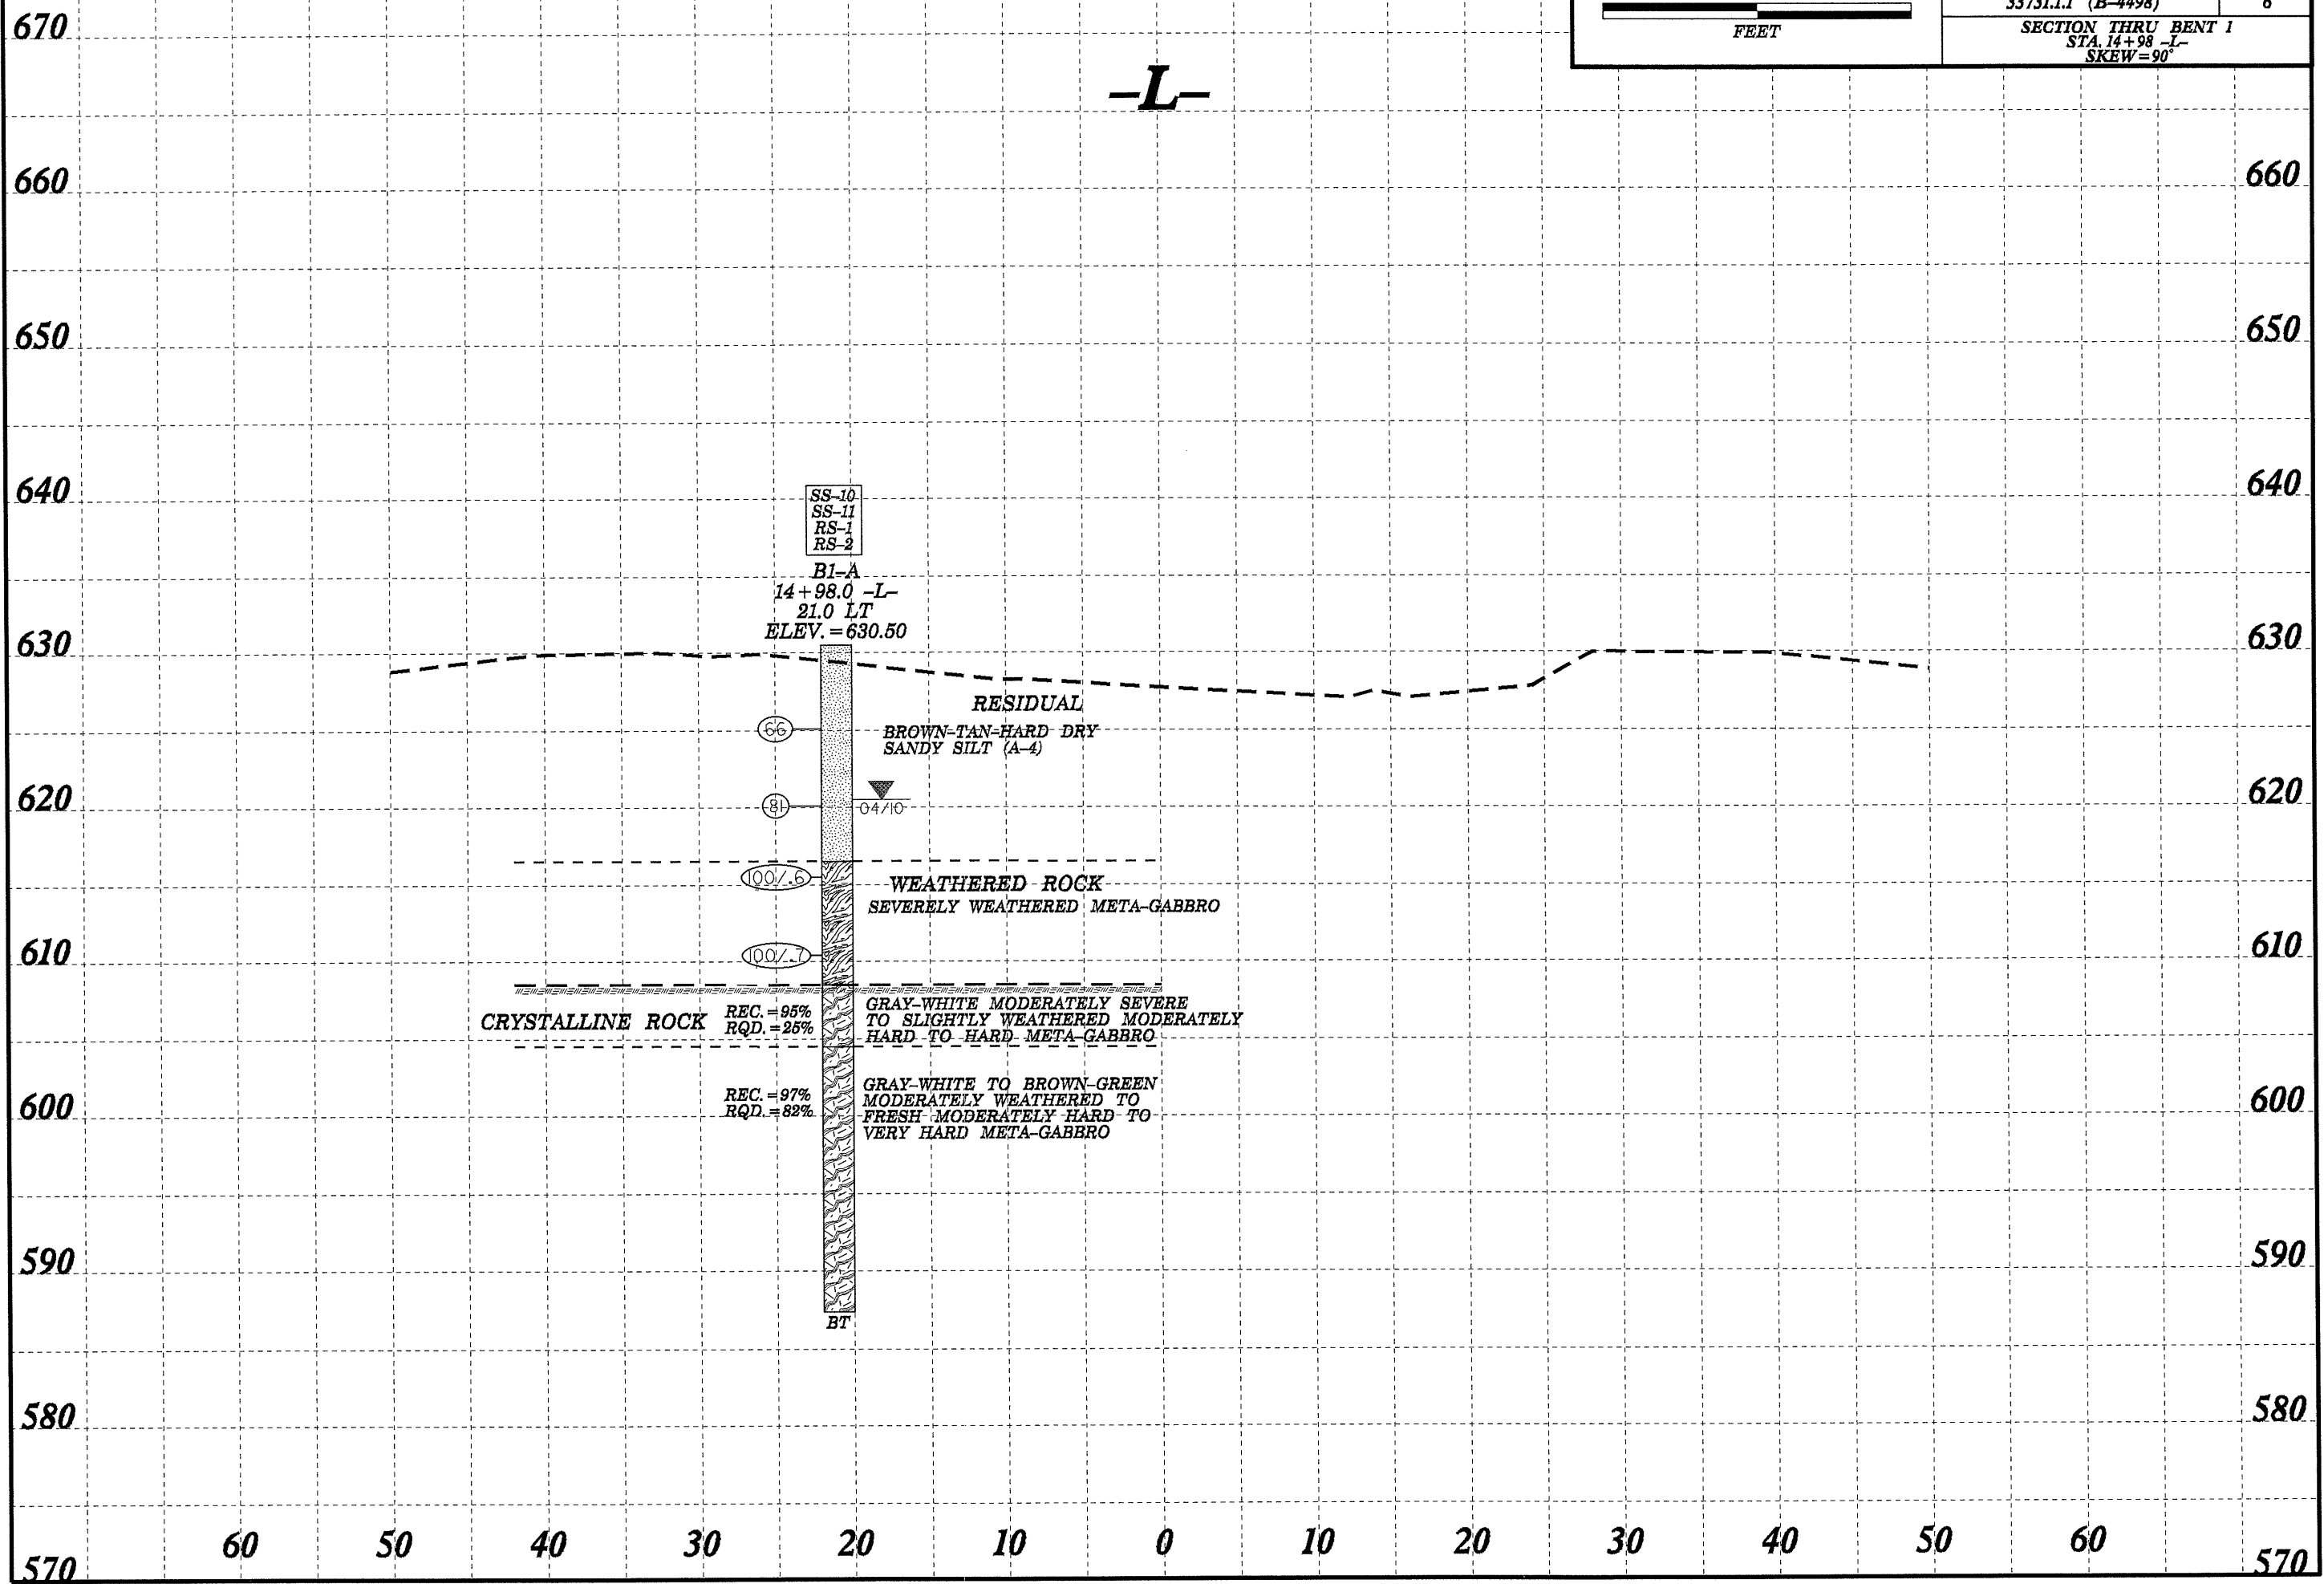 33731.1.1 (B-4498) 6
FEET
SECTION THRU BENT 1
STA. 14+98 -L-
SKEW=90°
-L-
670
660 660
650 650
640 640
SS-10
SS-11
RS-1
RS-2
B1-A
14+98.0 -L-
21.0 LT
ELEV.=630.50
630 630
RESIDUAL
66
BROWN-TAN-HARD DRY
SANDY SILT (A-4)
620 620
81
04/10
100/.6
WEATHERED ROCK
SEVERELY WEATHERED META-GABBRO
610 610
100/.7
CRYSTALLINE ROCK
REC.=95%
RQD.=25%
GRAY-WHITE MODERATELY SEVERE
TO SLIGHTLY WEATHERED MODERATELY
HARD TO HARD META-GABBRO
600 600
REC.=97%
RQD.=82%
GRAY-WHITE TO BROWN-GREEN
MODERATELY WEATHERED TO
FRESH MODERATELY HARD TO
VERY HARD META-GABBRO
590 590
BT
580 580
60 50 40 30 20 10 0 10 20 30 40 50 60
570 570